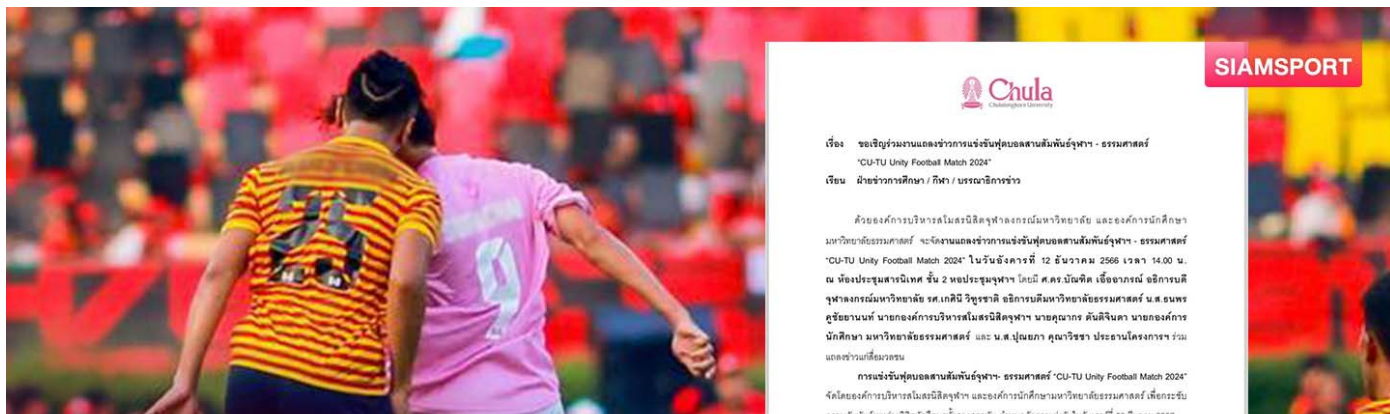 SIAMSPORT
Chula
Chulalongkorn University
เรื่อง ขอเชิญร่วมงานแถลงข่าวการแข่งขันฟุตบอลสานสัมพันธ์จุฬาฯ - ธรรมศาสตร์
"CU-TU Unity Football Match 2024"
เรียน ฝ่ายข่าวการศึกษา / กีฬา / บรรณาธิการข่าว
ด้วยองค์การบริหารสโมสรนิสิตจุฬาลงกรณ์มหาวิทยาลัย และองค์การนักศึกษา
มหาวิทยาลัยธรรมศาสตร์ จะจัดงานแถลงข่าวการแข่งขันฟุตบอลสานสัมพันธ์จุฬาฯ - ธรรมศาสตร์
"CU-TU Unity Football Match 2024" ในวันอังคารที่ 12 ธันวาคม 2566 เวลา 14.00 น.
ณ ห้องประชุมสารนิเทศ ชั้น 2 หอประชุมจุฬาฯ โดยมี ศ.ดร.บัณฑิต เอื้ออาภรณ์ อธิการบดี
จุฬาลงกรณ์มหาวิทยาลัย รศ.เกศินี วิฑูรชาติ อธิการบดีมหาวิทยาลัยธรรมศาสตร์ น.ส.ธนพร
คูชัยยานนท์ นายกองค์การบริหารสโมสรนิสิตจุฬาฯ นายคุณากร ตันติจินดา นายกองค์การ
นักศึกษา มหาวิทยาลัยธรรมศาสตร์ และ น.ส.ปุณยภา คุณาวิชชา ประธานโครงการฯ ร่วม
แถลงข่าวแก่สื่อมวลชน
การแข่งขันฟุตบอลสานสัมพันธ์จุฬาฯ- ธรรมศาสตร์ "CU-TU Unity Football Match 2024"
จัดโดยองค์การบริหารสโมสรนิสิตจุฬาฯ และองค์การนักศึกษามหาวิทยาลัยธรรมศาสตร์ เพื่อกระชับ
25
9